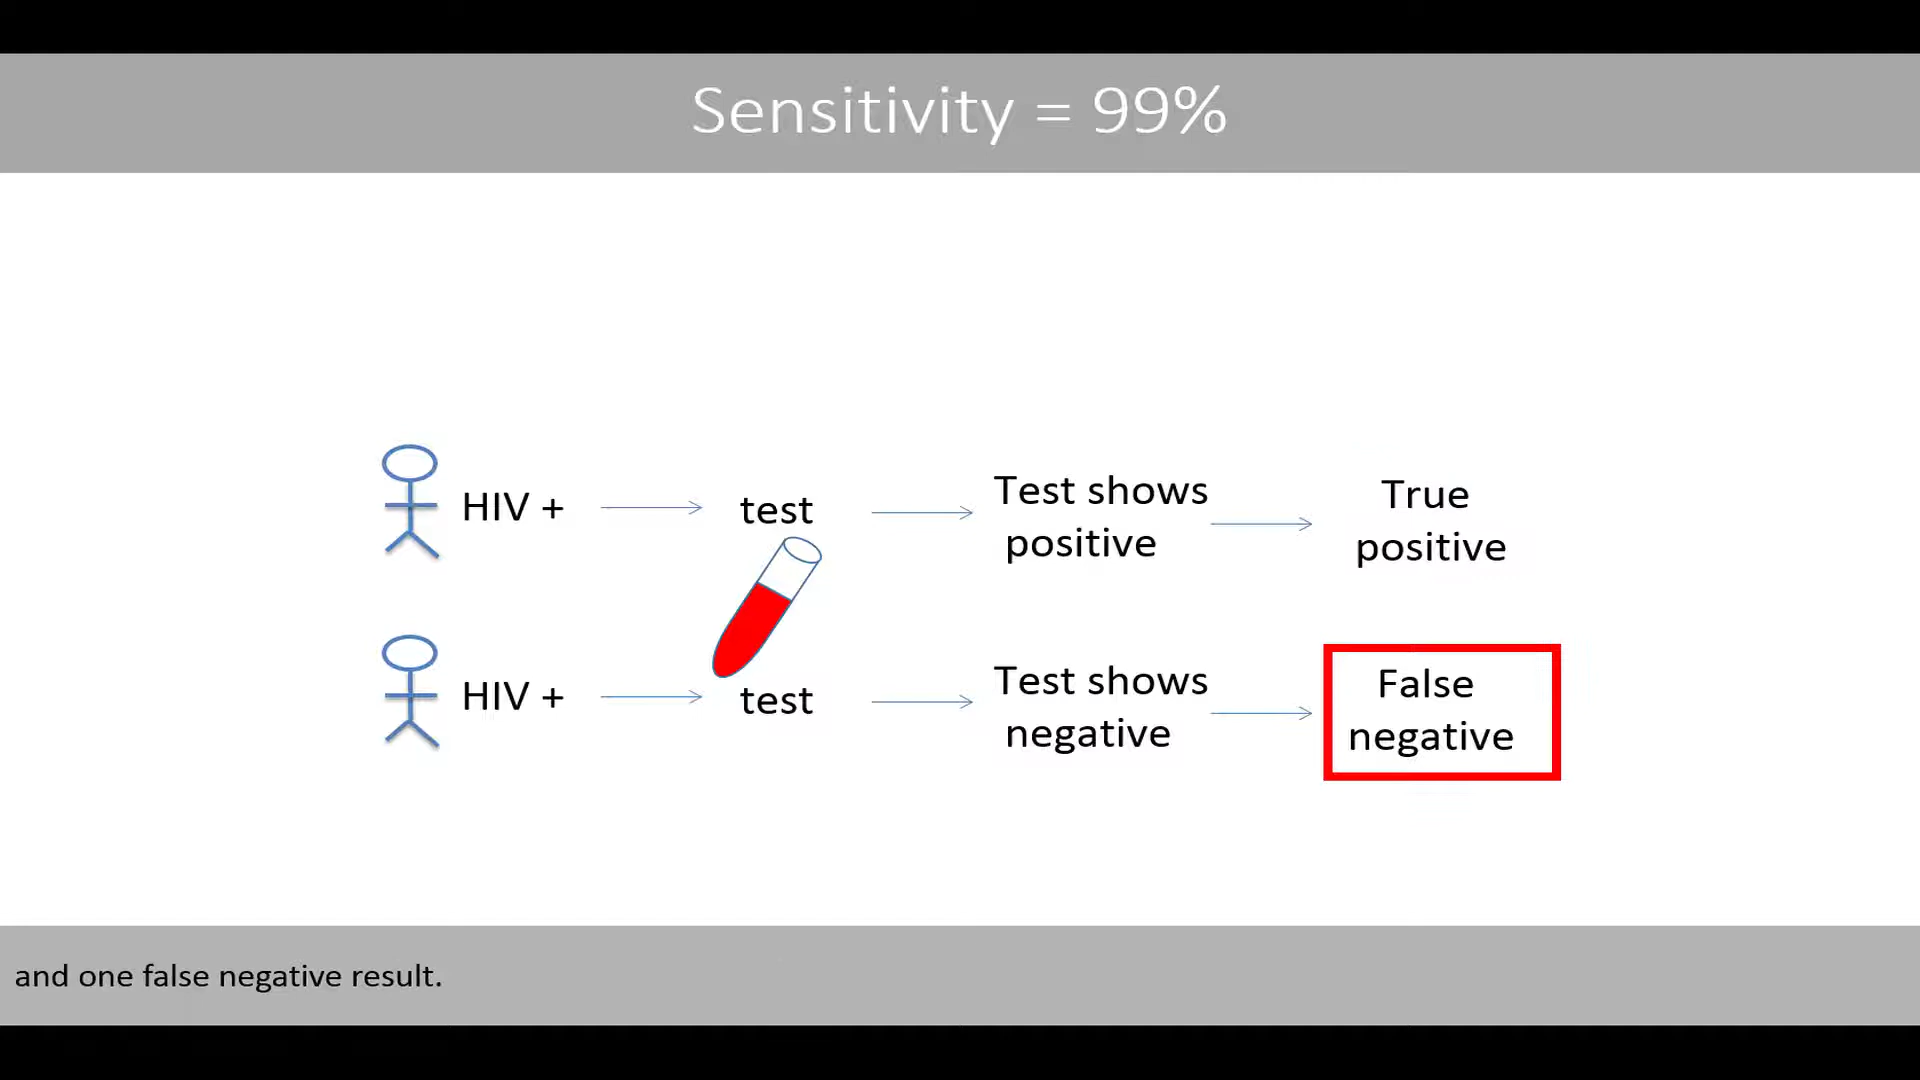 Sensitivity = 99%
HIV +
test
Test shows
positive
True
positive
HIV +
test
Test shows
negative
False
negative
and one false negative result.